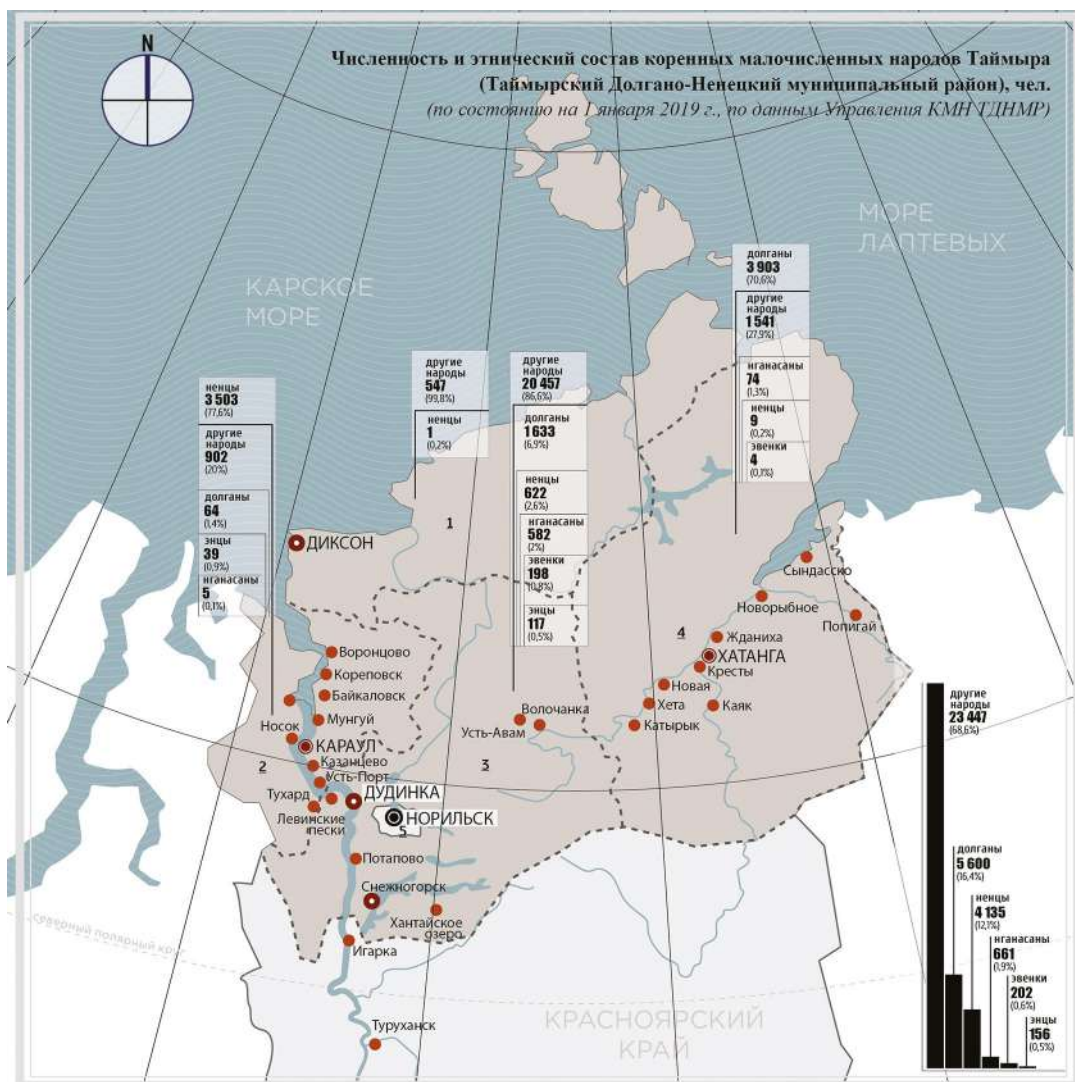 N
Численность и этнический состав коренных малочисленных народов Таймыра
(Таймырский Долгано-Ненецкий муниципальный район), чел.
(по состоянию на 1 января 2019 г., по данным Управления КМН ТДНМР)
МОРЕ
ЛАПТЕВЫХ
КАРСКОЕ
МОРЕ
ненцы
3 503
(77,6%)
другие
народы
902
(20%)
долганы
64
(1,4%)
энцы
39
(0,9%)
нганасаны
5
(0,1%)
другие
народы
547
(99,8%)
ненцы
1
(0,2%)
другие
народы
20 457
(86,6%)
долганы
1 633
(6,9%)
ненцы
622
(2,6%)
нганасаны
582
(2%)
эвенки
198
(0,8%)
энцы
117
(0,5%)
долганы
3 903
(70,6%)
другие
народы
1 541
(27,9%)
нганасаны
74
(1,3%)
ненцы
9
(0,2%)
эвенки
4
(0,1%)
1
ДИКСОН
Сындасско
Новорыбное
Попигай
4
Жданиха
ХАТАНГА
Кресты
Новая
Хета
Каяк
Катырык
Воронцово
Кореповск
Байкаловск
Мунгуй
Носок
КАРАУЛ
Казанцево
2
Усть-Порт
Тухард
Левинские
пески
Волочанка
Усть-Авам
3
ДУДИНКА
НОРИЛЬСК
5
Потапово
Снежногорск
Хантайское
озеро
Игарка
СЕВЕРНЫЙ ПОЛЯРНЫЙ КРУГ
Туруханск
КРАСНОЯРСКИЙ
КРАЙ
другие
народы
23 447
(68,6%)
долганы
5 600
(16,4%)
ненцы
4 135
(12,1%)
нганасаны
661
(1,9%)
эвенки
202
(0,6%)
энцы
156
(0,5%)